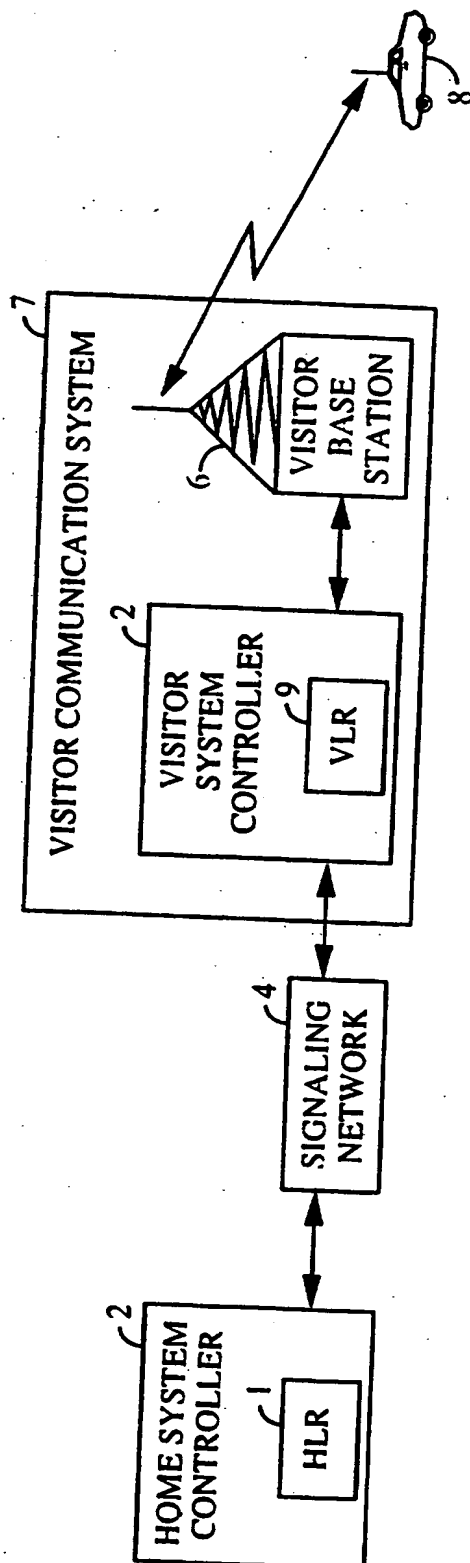 HOME SYSTEM
CONTROLLER
2
1
HLR
4
SIGNALING
NETWORK
7
VISITOR COMMUNICATION SYSTEM
2
VISITOR
SYSTEM
CONTROLLER
9
VLR
6
VISITOR
BASE
STATION
8